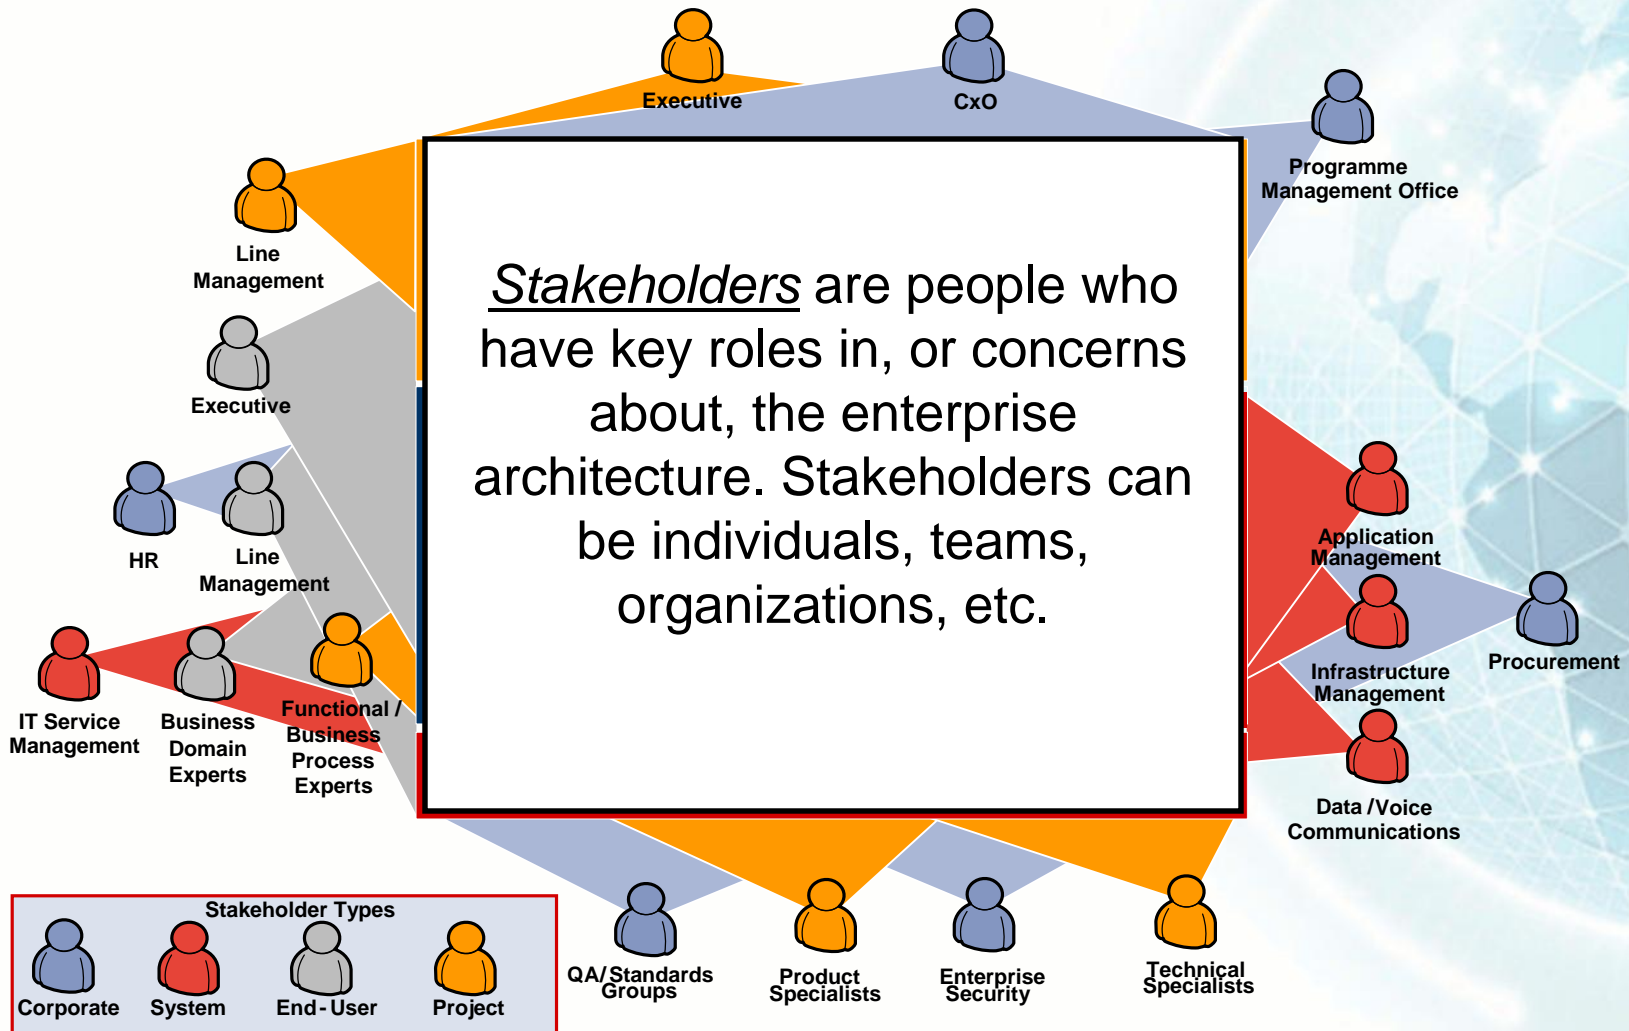 Executive
CxO
Programme
Management Office
Line
Management
Stakeholders are people who
have key roles in, or concerns
about, the enterprise
architecture. Stakeholders can
be individuals, teams,
organizations, etc.
Executive
HR
Line
Management
Application
Management
IT Service
Management
Business
Domain
Experts
Functional /
Business
Process
Experts
Infrastructure
Management
Procurement
Data / Voice
Communications
Stakeholder Types
Corporate
System
End - User
Project
QA/ Standards
Groups
Product
Specialists
Enterprise
Security
Technical
Specialists